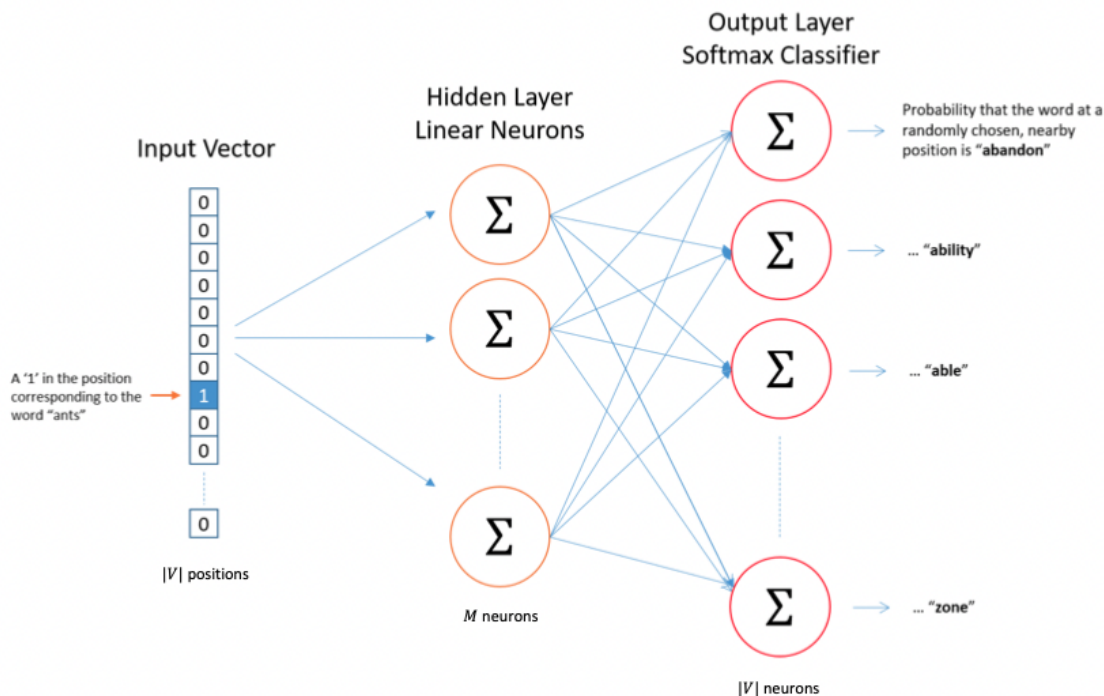 Output Layer
Softmax Classifier
Hidden Layer
Linear Neurons
Input Vector
0
0
0
0
0
0
0
1
0
0
0
A ‘1’ in the position
corresponding to the
word “ants”
|V| positions
Σ
Σ
Σ
M neurons
Σ
Σ
Σ
Σ
|V| neurons
Probability that the word at a
randomly chosen, nearby
position is “abandon”
... “ability”
... “able”
... “zone”